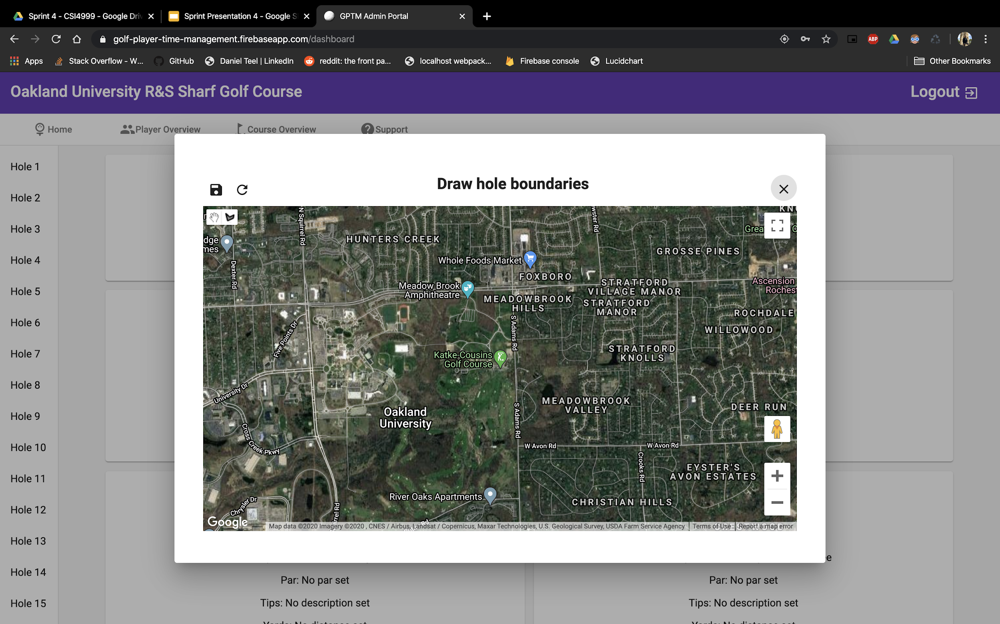 Sprint 4 - CSI4999 - Google Driv
Sprint Presentation 4 - Google S
GPTM Admin Portal
golf-player-time-management.firebaseapp.com/dashboard
ABP
Apps
Stack Overflow - W...
GitHub
Daniel Teel | LinkedIn
reddit: the front pa...
localhost webpack...
Firebase console
Lucidchart
Other Bookmarks
Oakland University R&S Sharf Golf Course
Logout
Home
Player Overview
Course Overview
Support
Hole 1
Hole 2
Hole 3
Hole 4
Hole 5
Hole 6
Hole 7
Hole 8
Hole 9
Hole 10
Hole 11
Hole 12
Hole 13
Hole 14
Hole 15
Draw hole boundaries
N Squirrel Rd
wster Rd
KN
Grea
HUNTERS CREEK
dge
mes
GROSSE PINES
Dexter Rd
Whole Foods Market
FOXBORO
Meadow Brook
Amphitheatre
STRATFORD
VILLAGE MANOR
Ascension
Roches
MEADOWBROOK
HILLS
STRATFORD
MANOR
ROCHDALE
S Adams Rd
WILLOWOOD
Five Points Dr
STRATFORD
KNOLLS
Katke-Cousins
Golf Course
University Dr
MEADOWBROOK
VALLEY
DEER RUN
Oakland
University
S Adams Rd
Cross Creek Pkwy
W Avon Rd
W Avon Rd
Crooks Rd
EYSTER'S
AVON ESTATES
River Oaks Apartments
CHRISTIAN HILLS
Chrysler Dr
irrel Rd
Rd
Google
Map data ©2020 Imagery ©2020 , CNES / Airbus, Landsat / Copernicus, Maxar Technologies, U.S. Geological Survey, USDA Farm Service Agency
Terms of Use
Report a map error
ee
Par: No par set
Par: No par set
Tips: No description set
Tips: No description set